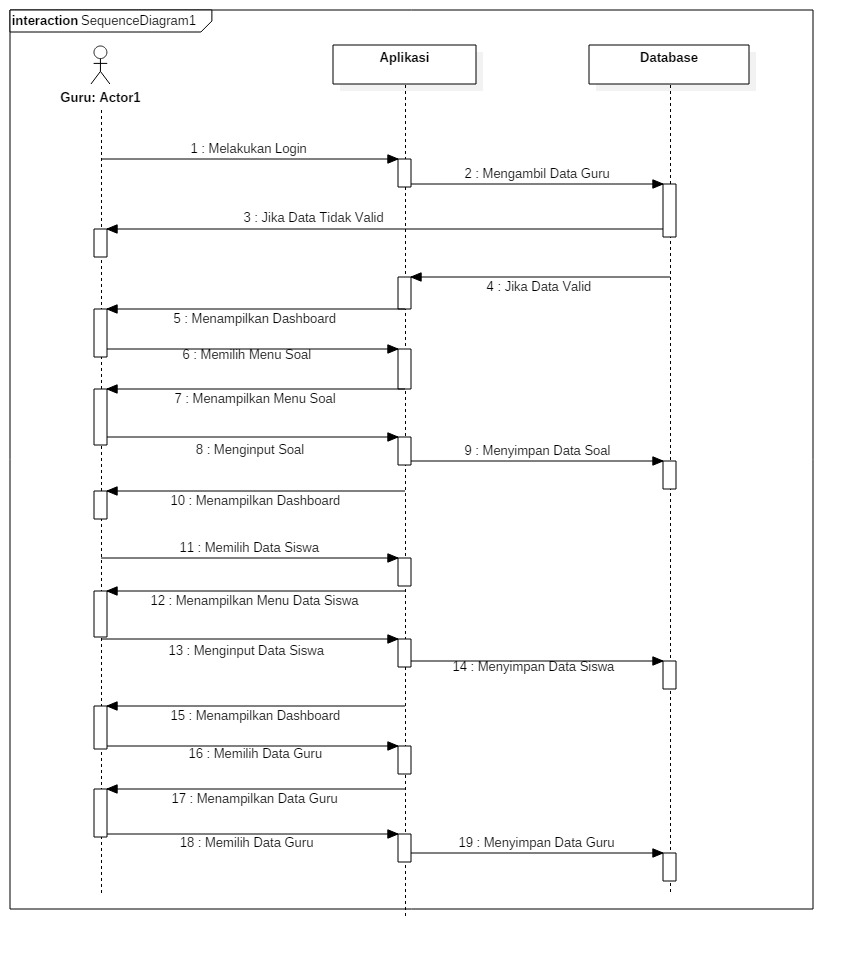 interaction SequenceDiagram1
Aplikasi
Database
Guru: Actor1
1 : Melakukan Login
2 : Mengambil Data Guru
3 : Jika Data Tidak Valid
4 : Jika Data Valid
5 : Menampilkan Dashboard
6 : Memilih Menu Soal
7 : Menampilkan Menu Soal
8 : Menginput Soal
9 : Menyimpan Data Soal
10 : Menampilkan Dashboard
11 : Memilih Data Siswa
12 : Menampilkan Menu Data Siswa
13 : Menginput Data Siswa
14 : Menyimpan Data Siswa
15 : Menampilkan Dashboard
16 : Memilih Data Guru
17 : Menampilkan Data Guru
18 : Memilih Data Guru
19 : Menyimpan Data Guru